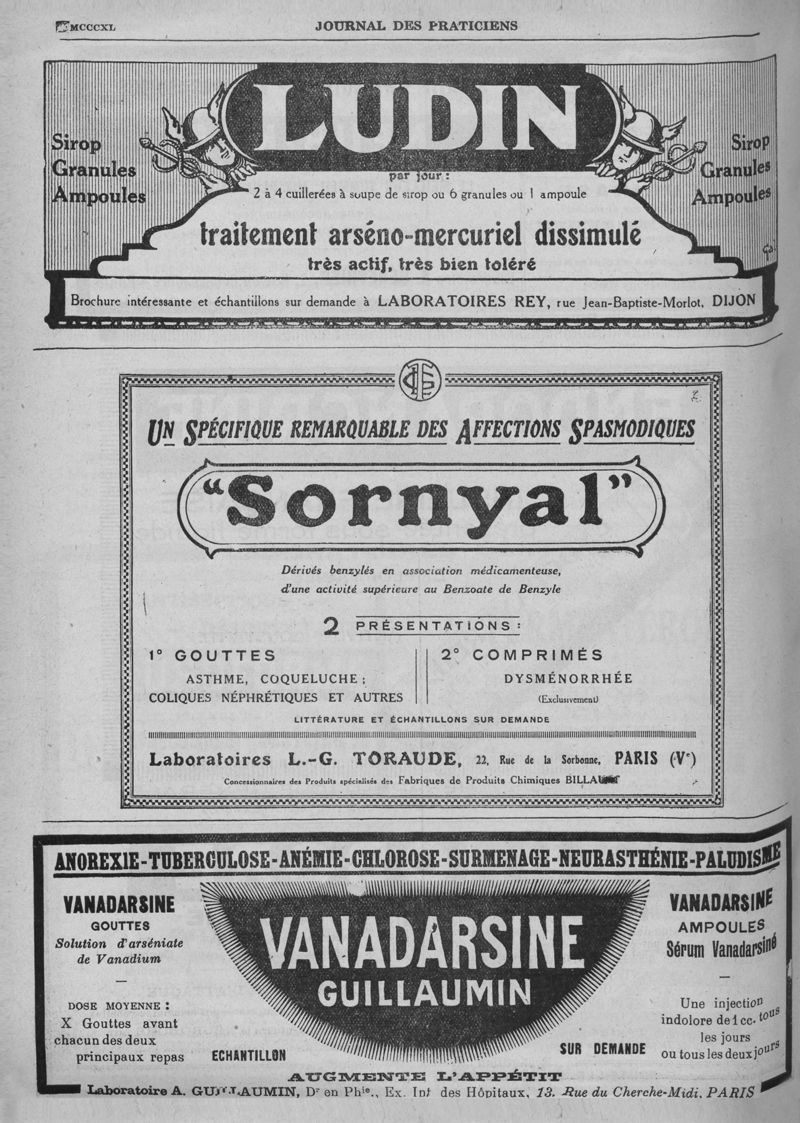 MCCCXL
JOURNAL DES PRATICIENS
LUDIN
Sirop
Granules
Ampoules
Sirop
Granules
Ampoules
par jour :
2 à 4 cuillerées à soupe de sirop ou 6 granules ou 1 ampoule
traitement arséno-mercuriel dissimulé
très actif, très bien toléré
Brochure intéressante et échantillons sur demande à LABORATOIRES REY, rue Jean-Baptiste-Morlot, DIJON
UN SPÉCIFIQUE REMARQUABLE DES AFFECTIONS SPASMODIQUES
“Sornyal”
Dérivés benzylés en association médicamenteuse,
d'une activité supérieure au Benzoate de Benzyle
2 PRÉSENTATIONS :
1º GOUTTES
ASTHME, COQUELUCHE ;
COLIQUES NÉPHRÉTIQUES ET AUTRES
2º COMPRIMÉS
DYSMÉNORRHÉE
(Exclusivement)
LITTÉRATURE ET ÉCHANTILLONS SUR DEMANDE
Laboratoires L.-G. TORAUDE, 22, Rue de la Sorbonne, PARIS (Vᵉ)
Concessionnaires des Produits spécialisés des Fabriques de Produits Chimiques
ANOREXIE-TUBERCULOSE-ANÉMIE-CHLOROSE-SURMENAGE-NEURASTHÉNIE-PALUDISME
VANADARSINE
GOUTTES
Solution d'arséniate
de Vanadium
DOSE MOYENNE :
X Gouttes avant
chacun des deux
principaux repas
VANADARSINE
GUILLAUMIN
ECHANTILLON
SUR DEMANDE
VANADARSINE
AMPOULES
Sérum Vanadarsiné
Une injection
indolore de 1 cc. tous
les jours
ou tous les deux jours
AUGMENTE L'APPÉTIT
Laboratoire A. GUILLAUMIN, Dʳ en Phⁱᵉ., Ex. Intⁱ des Hôpitaux, 13. Rue du Cherche-Midi, PARIS